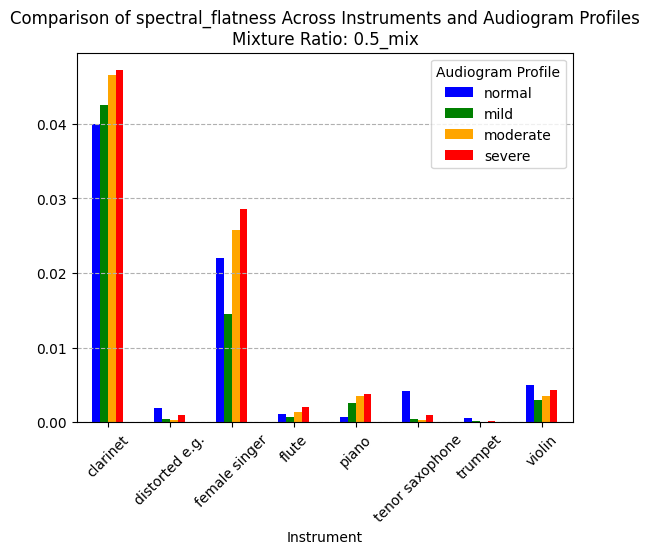 Comparison of spectral_flatness Across Instruments and Audiogram Profiles
Mixture Ratio: 0.5_mix
Audiogram Profile
normal
mild
moderate
severe
0.04
0.03
0.02
0.01
0.00
clarinet
distorted e.g.
female singer
flute
piano
tenor saxophone
trumpet
violin
Instrument